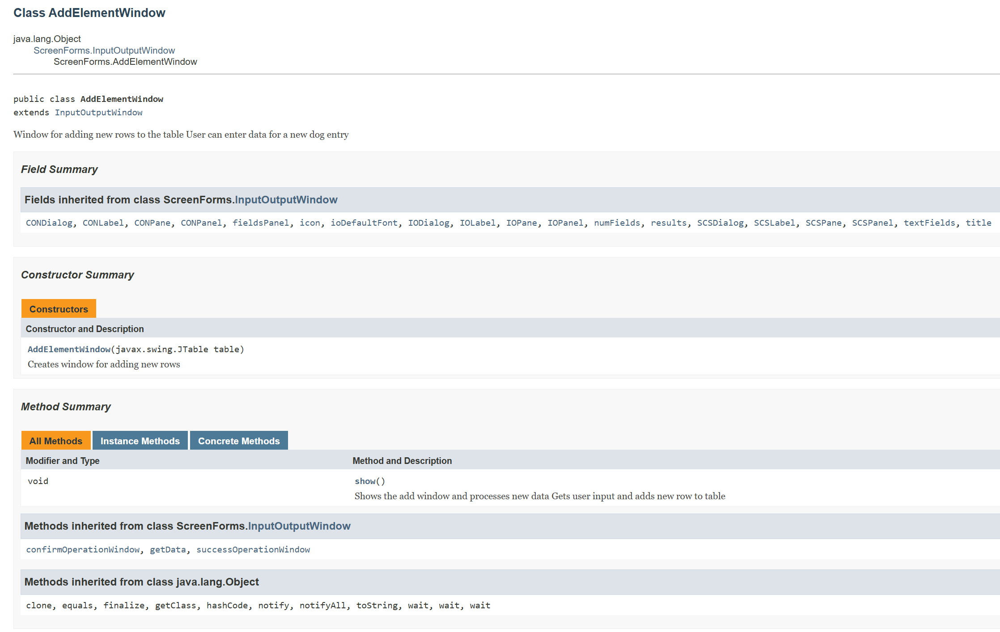 Class AddElementWindow
java.lang.Object
ScreenForms.InputOutputWindow
ScreenForms.AddElementWindow
public class AddElementWindow
extends InputOutputWindow
Window for adding new rows to the table User can enter data for a new dog entry
Field Summary
Fields inherited from class ScreenForms.InputOutputWindow
CONDialog, CONLabel, CONPane, CONPanel, fieldsPanel, icon, ioDefaultFont, IODialog, IOLabel, IOPane, IOPanel, numFields, results, SCSDialog, SCSLabel, SCSPane, SCSPanel, textFields, title
Constructor Summary
Constructors
Constructor and Description
AddElementWindow(javax.swing.JTable table)
Creates window for adding new rows
Method Summary
All Methods Instance Methods Concrete Methods
Modifier and Type Method and Description
void show()
Shows the add window and processes new data Gets user input and adds new row to table
Methods inherited from class ScreenForms.InputOutputWindow
confirmOperationWindow, getData, successOperationWindow
Methods inherited from class java.lang.Object
clone, equals, finalize, getClass, hashCode, notify, notifyAll, toString, wait, wait, wait